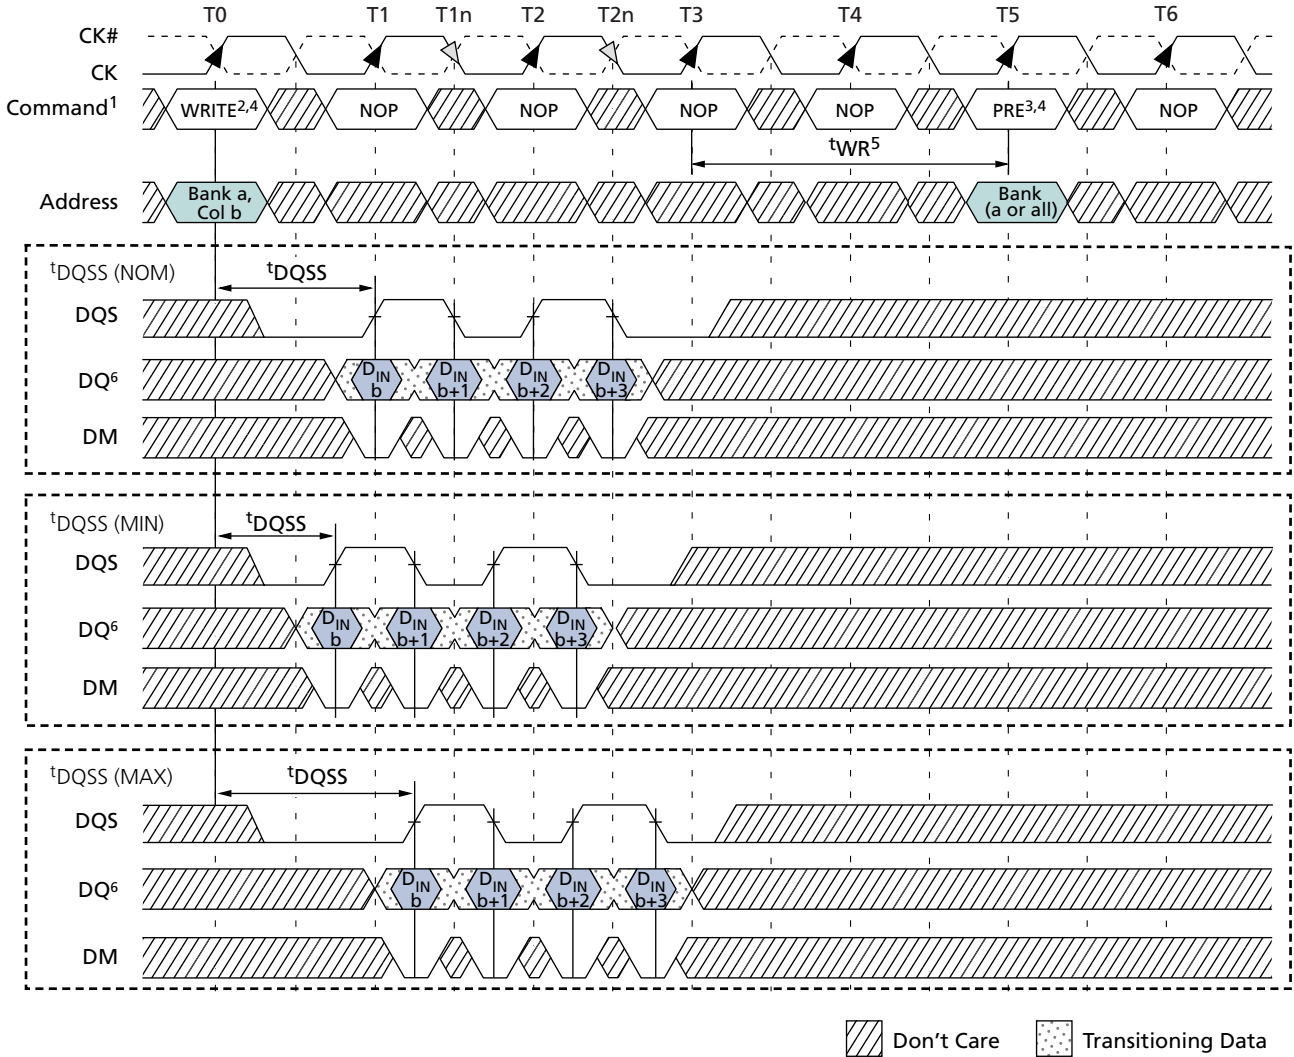 T0 T1 T1n T2 T2n T3 T4 T5 T6
CK#
CK
Command1 WRITE2,4 NOP NOP NOP NOP PRE3,4 NOP
tWR5
Address Bank a, Col b Bank (a or all)
tDQSS (NOM) tDQSS
DQS
DQ6 DIN b DIN b+1 DIN b+2 DIN b+3
DM
tDQSS (MIN) tDQSS
DQS
DQ6 DIN b DIN b+1 DIN b+2 DIN b+3
DM
tDQSS (MAX) tDQSS
DQS
DQ6 DIN b DIN b+1 DIN b+2 DIN b+3
DM
Don't Care Transitioning Data